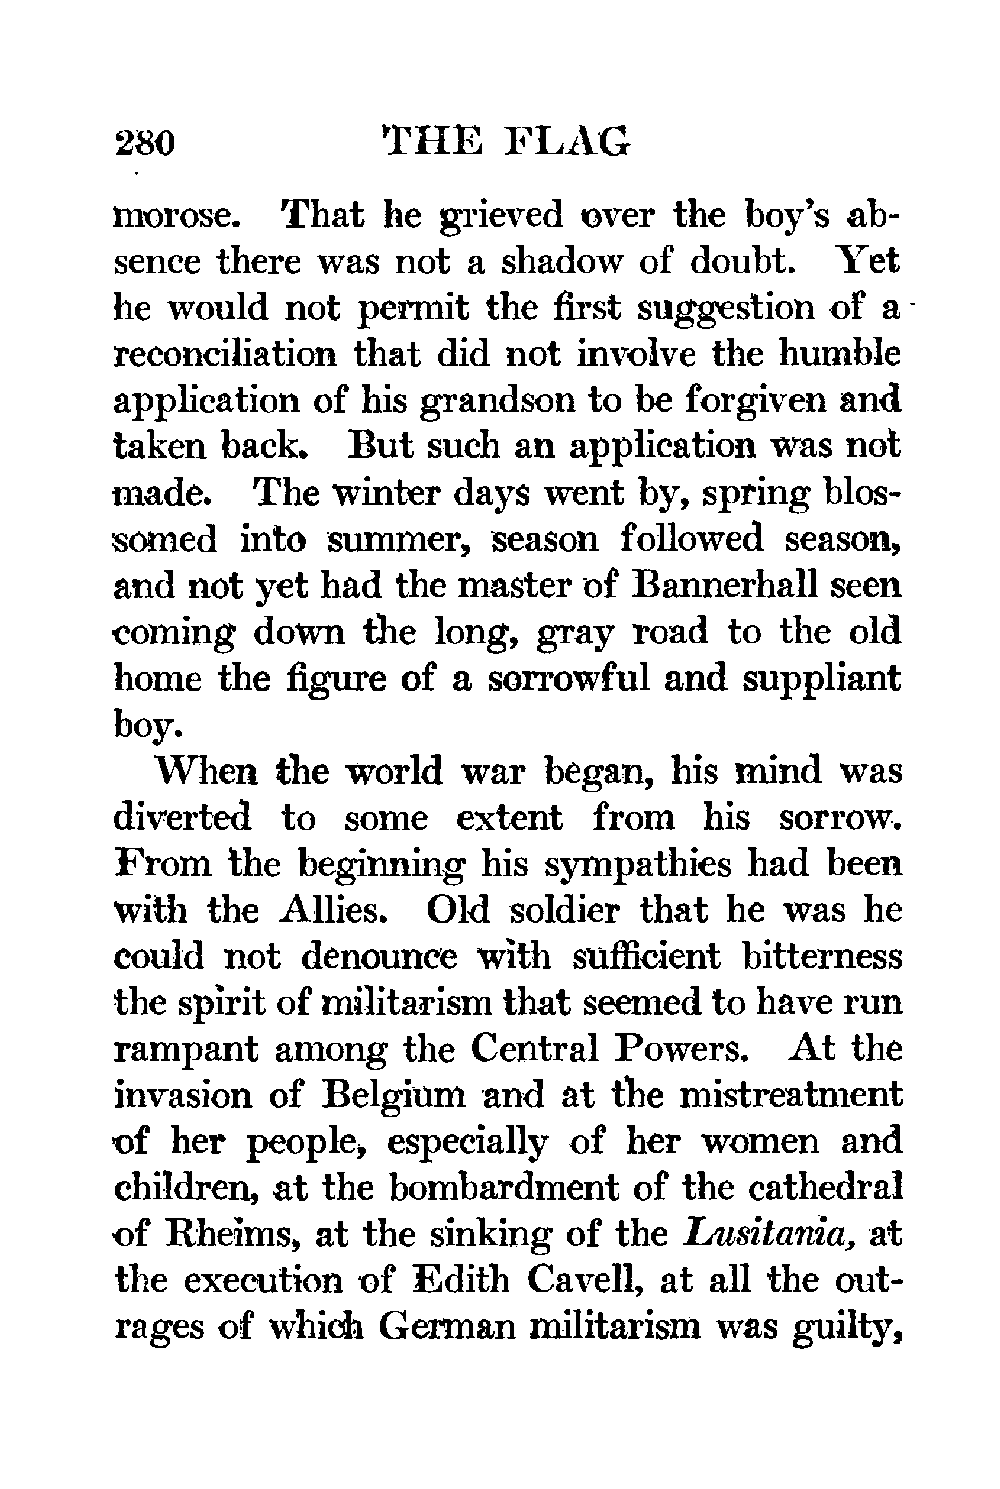 280 THE FLAG
morose. That he grieved over the boy's ab-
sence there was not a shadow of doubt. Yet
he would not permit the first suggestion of a
reconciliation that did not involve the humble
application of his grandson to be forgiven and
taken back. But such an application was not
made. The winter days went by, spring blos-
somed into summer, season followed season,
and not yet had the master of Bannerhall seen
coming down the long, gray road to the old
home the figure of a sorrowful and suppliant
boy.
When the world war began, his mind was
diverted to some extent from his sorrow.
From the beginning his sympathies had been
with the Allies. Old soldier that he was he
could not denounce with sufficient bitterness
the spirit of militarism that seemed to have run
rampant among the Central Powers. At the
invasion of Belgium and at the mistreatment
of her people, especially of her women and
children, at the bombardment of the cathedral
of Rheims, at the sinking of the Lusitania, at
the execution of Edith Cavell, at all the out-
rages of which German militarism was guilty,